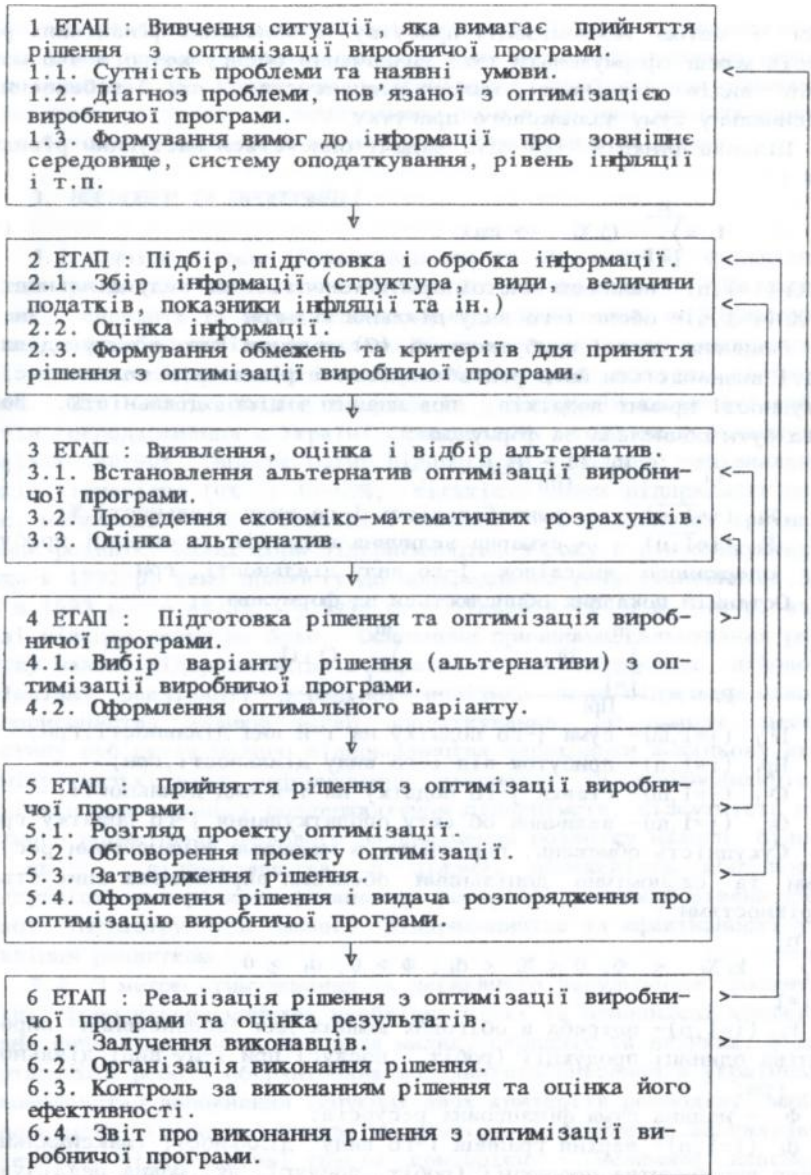 1 ЕТАП : Вивчення ситуації, яка вимагає прийняття
рішення з оптимізації виробничої програми.
1.1. Сутність проблеми та наявні умови.
1.2. Діагноз проблеми, пов'язаної з оптимізацією
виробничої програми.
1.3. Формування вимог до інформації про зовнішнє
середовище, систему оподаткування, рівень інфляції
і т.п.
2 ЕТАП : Підбір, підготовка і обробка інформації.
2.1. Збір інформації (структура, види, величини
податків, показники інфляції та ін.)
2.2. Оцінка інформації.
2.3. Формування обмежень та критеріїв для приняття
рішення з оптимізації виробничої програми.
3 ЕТАП : Виявлення, оцінка і відбір альтернатив.
3.1. Встановлення альтернатив оптимізації виробни-
чої програми.
3.2. Проведення економіко-математичних розрахунків.
3.3. Оцінка альтернатив.
4 ЕТАП : Підготовка рішення та оптимізація вироб-
ничої програми.
4.1. Вибір варіанту рішення (альтернативи) оп-
тимізації виробничої програми.
4.2. Оформлення оптимального варіанту.
5 ЕТАП : Прийняття рішення з оптимізації виробни-
чої програми.
5.1. Розгляд проекту оптимізації.
5.2. Обговорення проекту оптимізації.
5.3. Затвердження рішення.
5.4. Оформлення рішення і видача розпорядження про
оптимізацію виробничої програми.
6 ЕТАП : Реалізація рішення з оптимізації виробни-
чої програми та оцінка результатів.
6.1. Залучення виконавців.
6.2. Організація виконання рішення.
6.3. Контроль за виконанням рішення та оцінка його
ефективності.
6.4. Звіт про виконання рішення з оптимізації ви-
робничої програми.